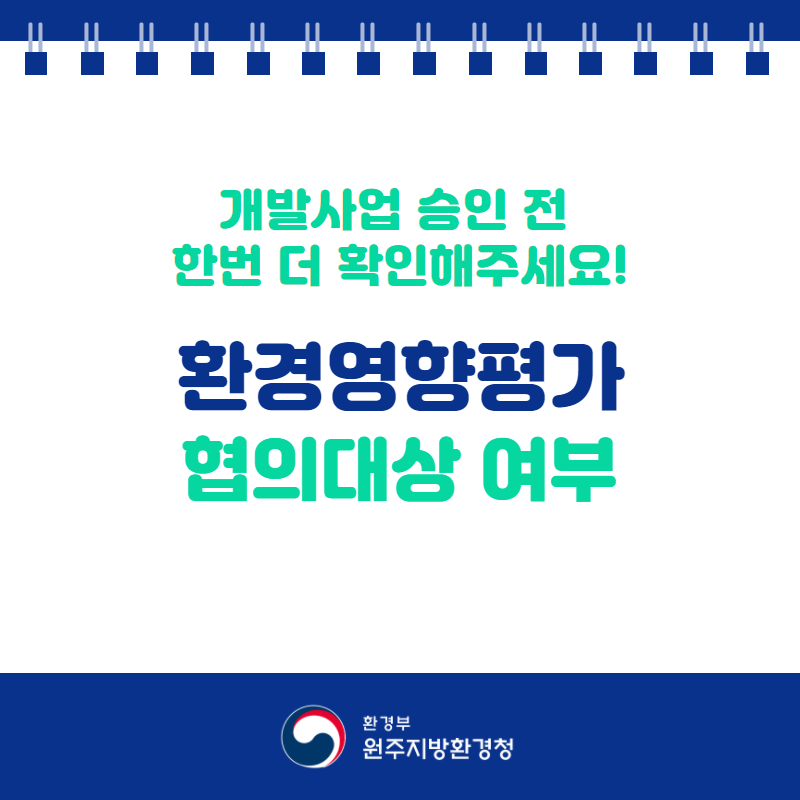 개발사업 승인 전
한번 더 확인해주세요!
환경영향평가
협의대상 여부
환경부
원주지방환경청